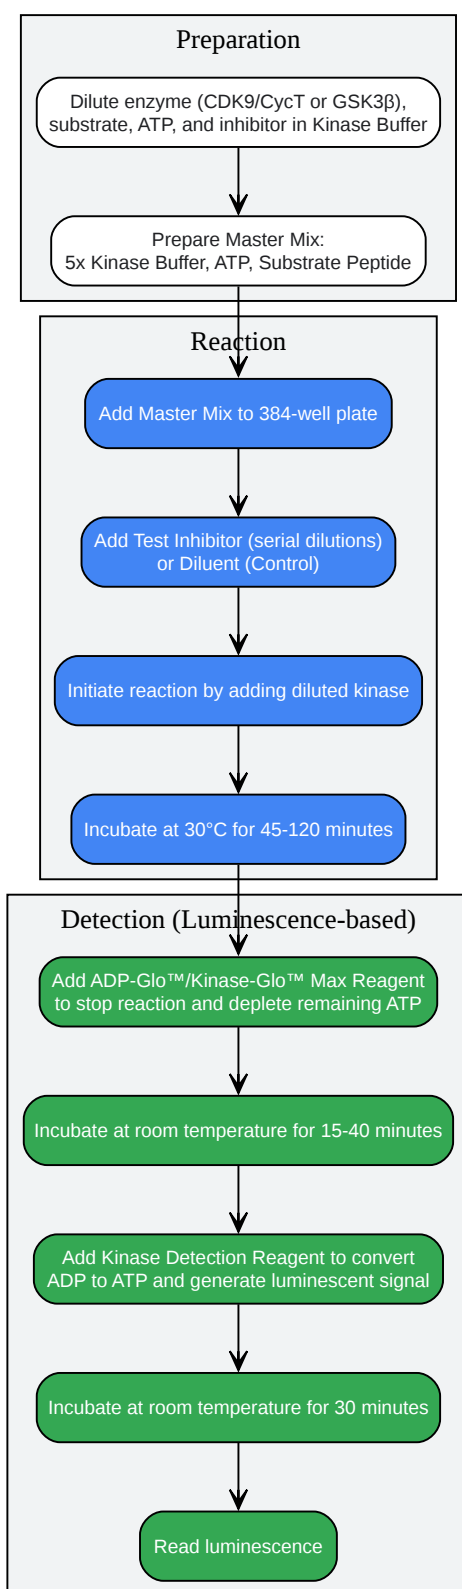 Preparation
Dilute enzyme (CDK9/CycT or GSK3β),
substrate, ATP, and inhibitor in Kinase Buffer
Prepare Master Mix:
5x Kinase Buffer, ATP, Substrate Peptide
Reaction
Add Master Mix to 384-well plate
Add Test Inhibitor (serial dilutions)
or Diluent (Control)
Initiate reaction by adding diluted kinase
Incubate at 30°C for 45-120 minutes
Detection (Luminescence-based)
Add ADP-Glo™/Kinase-Glo™ Max Reagent
to stop reaction and deplete remaining ATP
Incubate at room temperature for 15-40 minutes
Add Kinase Detection Reagent to convert
ADP to ATP and generate luminescent signal
Incubate at room temperature for 30 minutes
Read luminescence